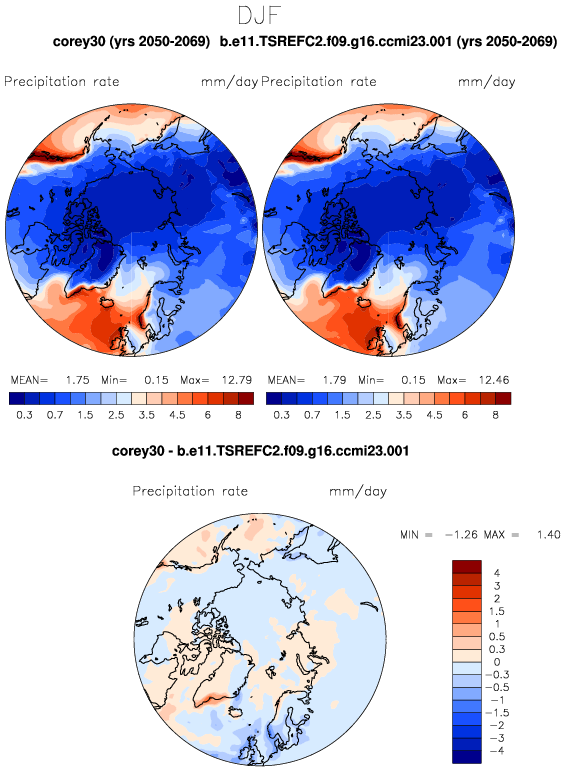 DJF
corey30 (yrs 2050-2069) b.e11.TSREFC2.f09.g16.ccmi23.001 (yrs 2050-2069)
Precipitation rate mm/day Precipitation rate mm/day
MEAN= 1.75 Min= 0.15 Max= 12.79 MEAN= 1.79 Min= 0.15 Max= 12.46
0.3 0.7 1.5 2.5 3.5 4.5 6 8 0.3 0.7 1.5 2.5 3.5 4.5 6 8
corey30 - b.e11.TSREFC2.f09.g16.ccmi23.001
Precipitation rate mm/day
MIN = -1.26 MAX = 1.40
4
3
2
1.5
1
0.5
0.3
0
-0.3
-0.5
-1
-1.5
-2
-3
-4